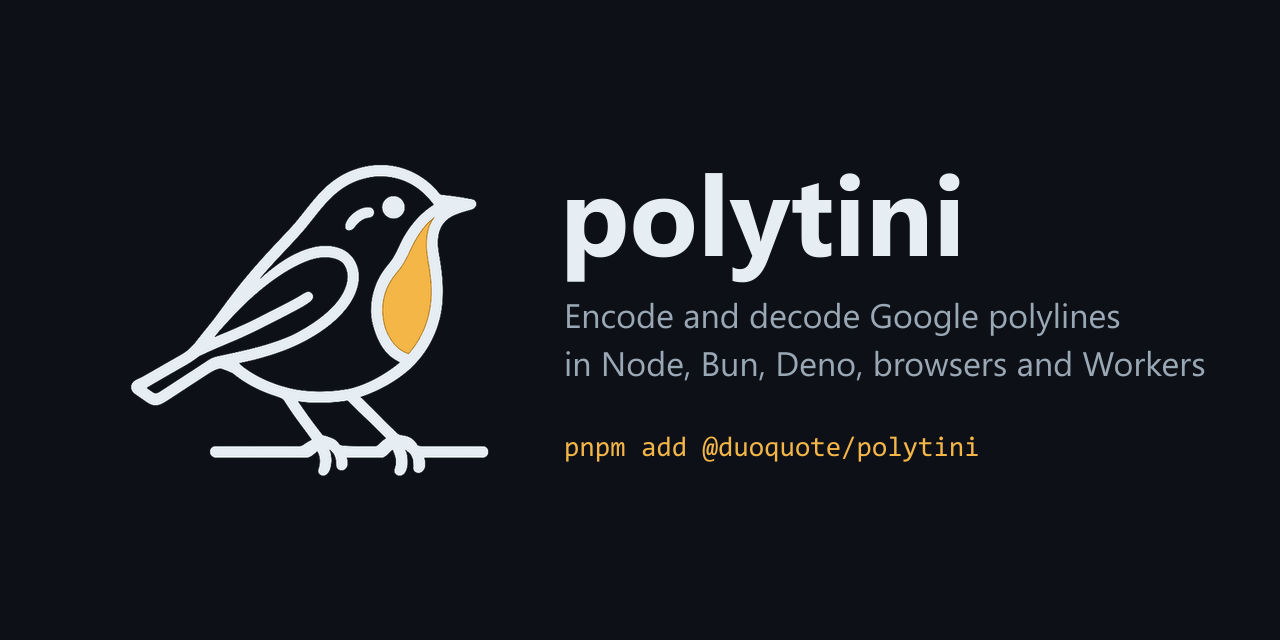 polytini
Encode and decode Google polylines
in Node, Bun, Deno, browsers and Workers
pnpm add @duoquote/polytini